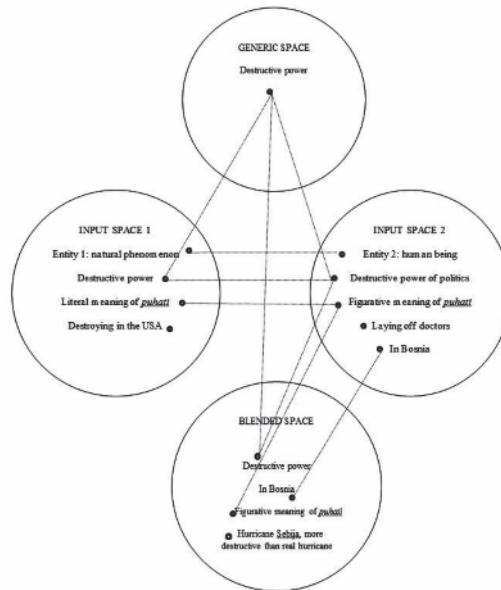 GENERIC SPACE
Destructive power
INPUT SPACE 1
Entity 1: natural phenomenon
Destructive power
Literal meaning of puhati
Destroying in the USA
INPUT SPACE 2
Entity 2: human being
Destructive power of politics
Figurative meaning of puhati
Laying off doctors
In Bosnia
BLENDED SPACE
Destructive power
In Bosnia
Figurative meaning of puhati
Hurricane Sebija, more
destructive than real hurricane